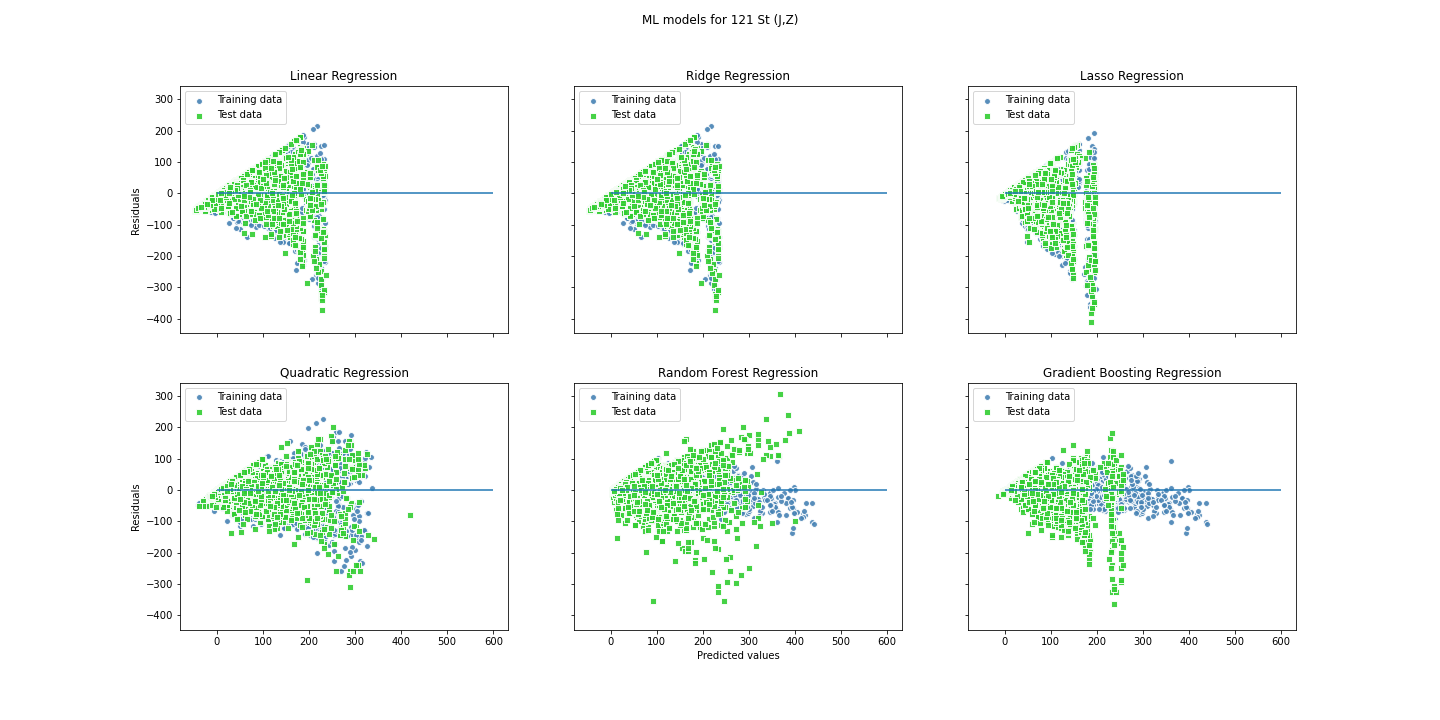 ML models for 121 St (J,Z)
Linear Regression
Ridge Regression
Lasso Regression
Training data
Test data
Training data
Test data
Training data
Test data
300
200
100
0
−100
−200
−300
−400
Residuals
Quadratic Regression
Random Forest Regression
Gradient Boosting Regression
Training data
Test data
Training data
Test data
Training data
Test data
300
200
100
0
−100
−200
−300
−400
Residuals
0 100 200 300 400 500 600
0 100 200 300 400 500 600
0 100 200 300 400 500 600
Predicted values